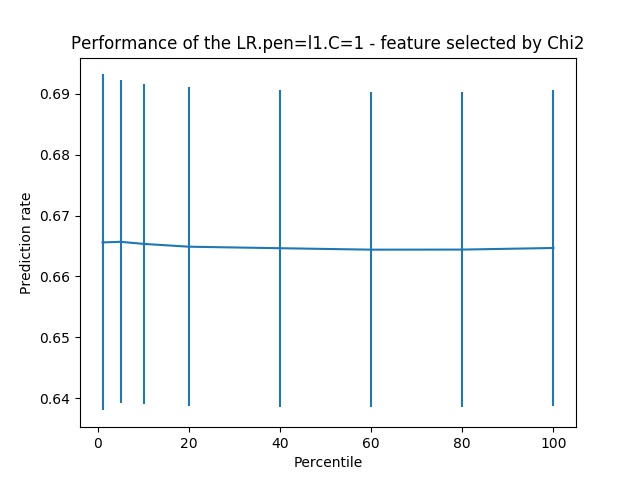 Performance of the LR.pen=l1.C=1 - feature selected by Chi2
0.69
0.68
0.67
0.66
0.65
0.64
Prediction rate
0 20 40 60 80 100
Percentile